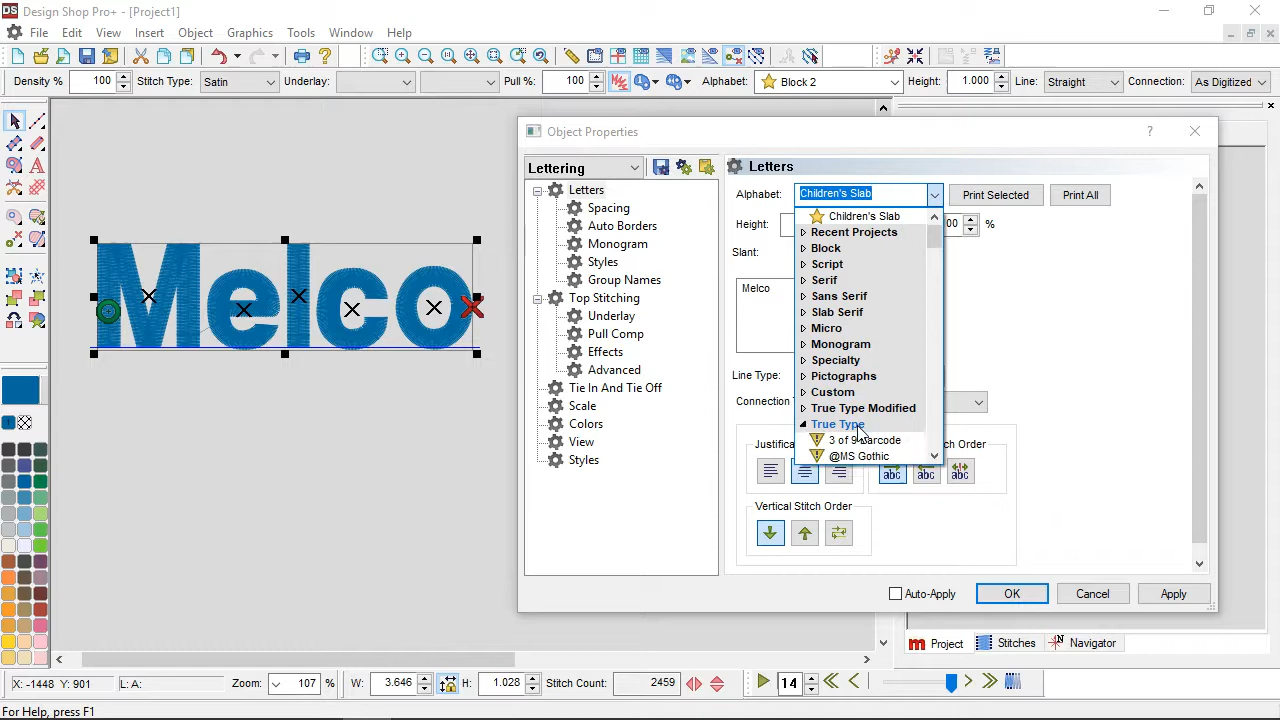 DS Design Shop Pro+ - [Project1]
File Edit View Insert Object Graphics Tools Window Help
Density % 100 Stitch Type: Satin Underlay: Pull %: 100 Alphabet: Block 2 Height: 1.000 Line: Straight Connection: As Digitized
Object Properties ?
Lettering
Letters
Spacing
Auto Borders
Monogram
Styles
Group Names
Top Stitching
Underlay
Pull Comp
Effects
Advanced
Tie In And Tie Off
Scale
Colors
View
Styles
Letters
Alphabet: Children's Slab Print Selected Print All
Height: 00 %
Slant:
Melco
Line Type:
Connection
Children's Slab
Recent Projects
Block
Script
Serif
Sans Serif
Slab Serif
Micro
Monogram
Specialty
Pictographs
Custom
True Type Modified
True Type
3 of 9 Barcode
@MS Gothic
Justifica ch Order
abc abc abc
Vertical Stitch Order
Auto-Apply OK Cancel Apply
Melco
Project Stitches Navigator
X: -1448 Y: 901 L: A: Zoom: 107 % W: 3.646 H: 1.028 Stitch Count: 2459 14
For Help, press F1